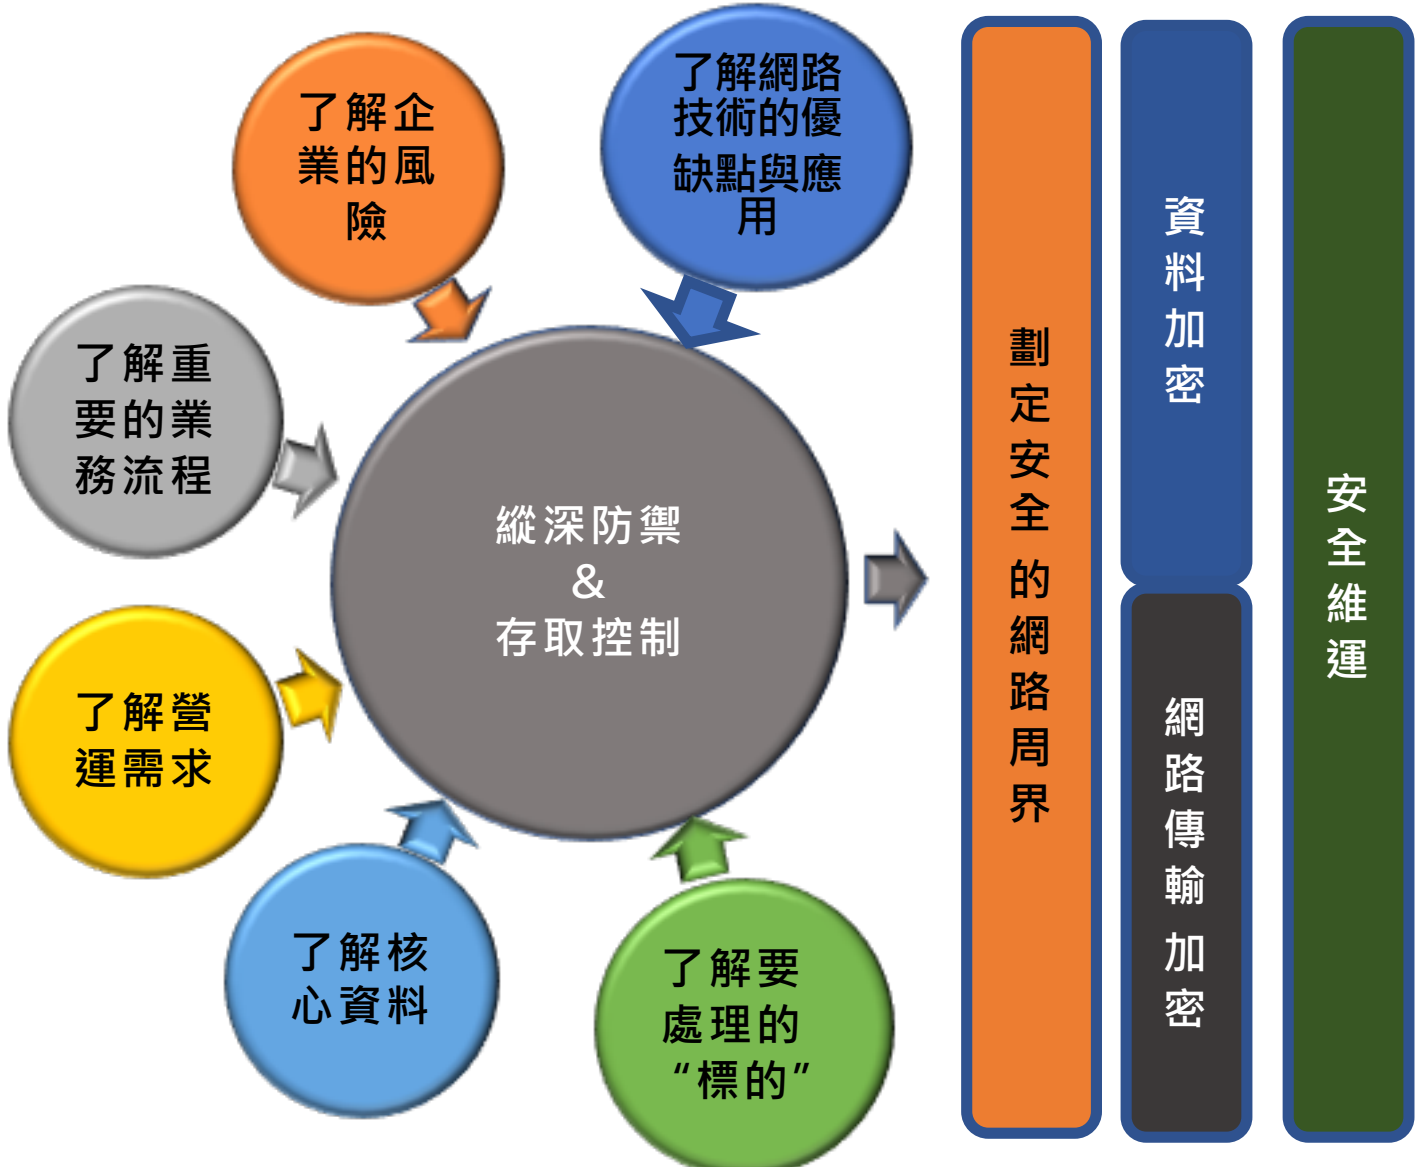 了解企
業的風
險
了解網路
技術的優
缺點與應
用
了解重
要的業
務流程
縱深防禦
&
存取控制
了解營
運需求
了解核
心資料
了解要
處理的
“標的”
劃定安全的網路周界
資料加密
網路傳輸加密
安全維運